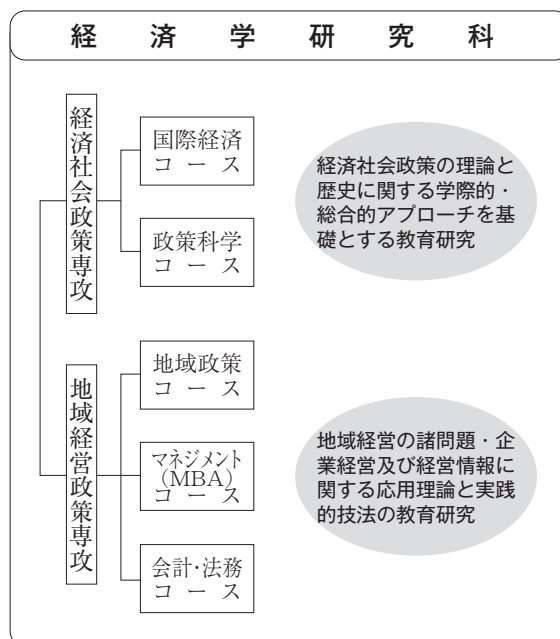 経済学研究科
経済社会政策専攻
国際経済
コース
政策科学
コース
経済社会政策の理論と
歴史に関する学際的・
総合的アプローチを基
礎とする教育研究
地域経営政策専攻
地域政策
コース
マネジメント
(MBA)
コース
会計・法務
コース
地域経営の諸問題・企
業経営及び経営情報に
関する応用理論と実践
的技法の教育研究